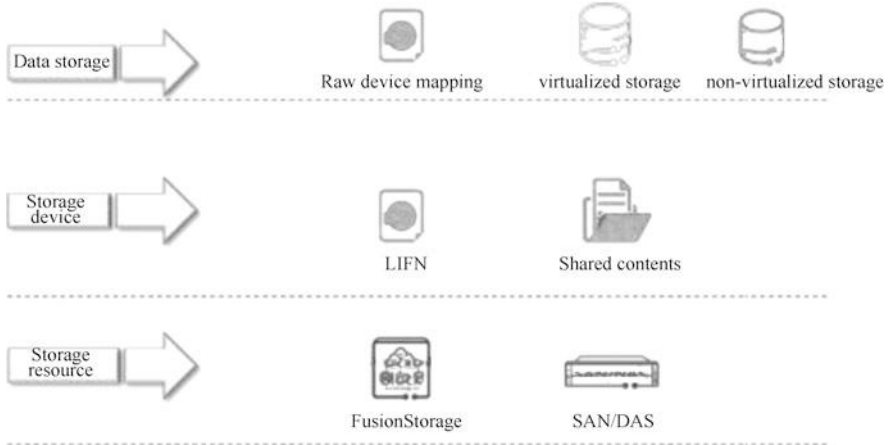 Data storage
Raw device mapping
virtualized storage
non-virtualized storage
Storage
device
LIFN
Shared contents
Storage
resource
FusionStorage
SAN/DAS